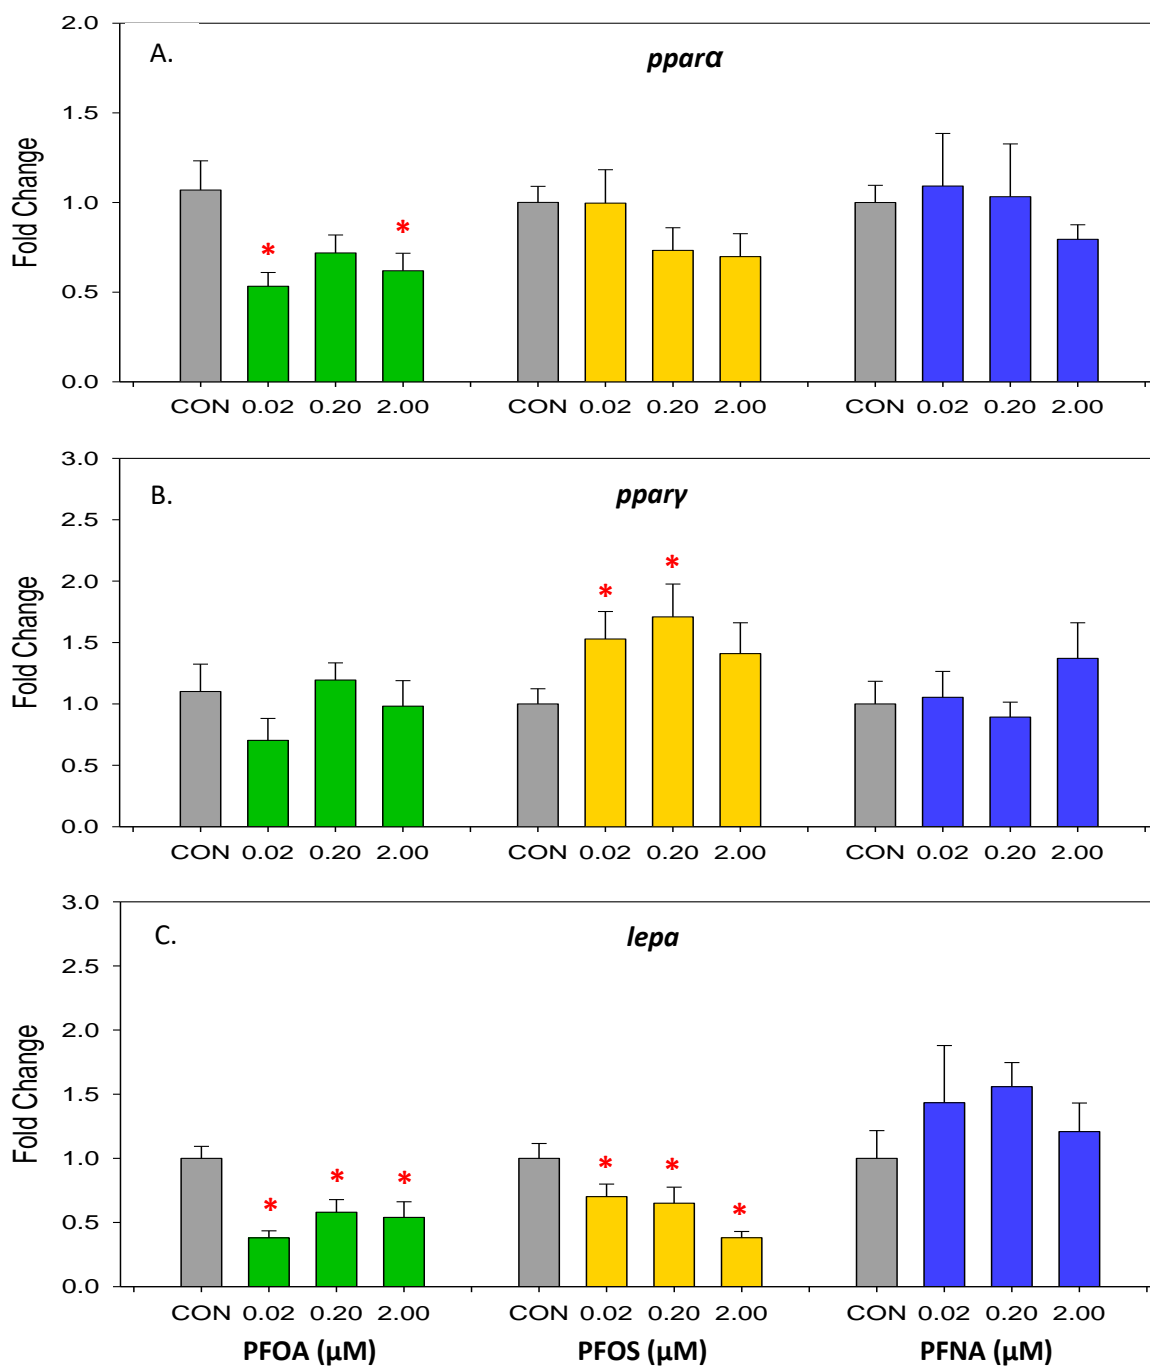 A.
pparα
Fold Change
2.0
1.5
1.0
0.5
0.0
CON 0.02 0.20 2.00 CON 0.02 0.20 2.00 CON 0.02 0.20 2.00
* *
B.
pparγ
Fold Change
3.0
2.5
2.0
1.5
1.0
0.5
0.0
* *
CON 0.02 0.20 2.00 CON 0.02 0.20 2.00 CON 0.02 0.20 2.00
C.
lepa
Fold Change
3.0
2.5
2.0
1.5
1.0
0.5
0.0
* * * * * *
CON 0.02 0.20 2.00 CON 0.02 0.20 2.00 CON 0.02 0.20 2.00
PFOA (µM) PFOS (µM) PFNA (µM)